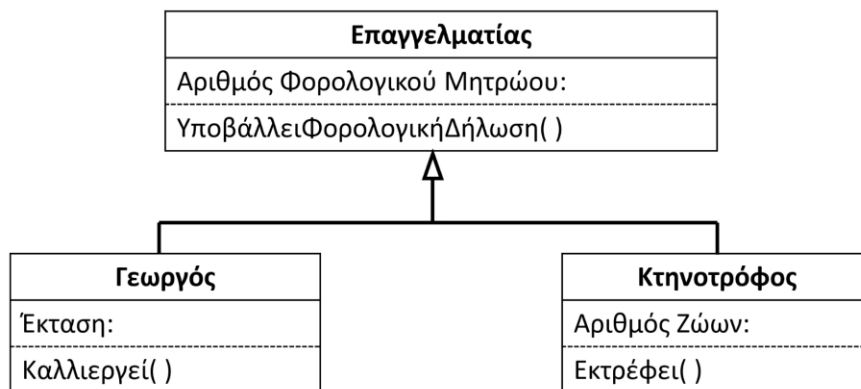 Επαγγελματίας
Αριθμός Φορολογικού Μητρώου:
ΥποβάλλειΦορολογικήΔήλωση( )
Γεωργός
Έκταση:
Καλλιεργεί( )
Κτηνοτρόφος
Αριθμός Ζώων:
Εκτρέφει( )